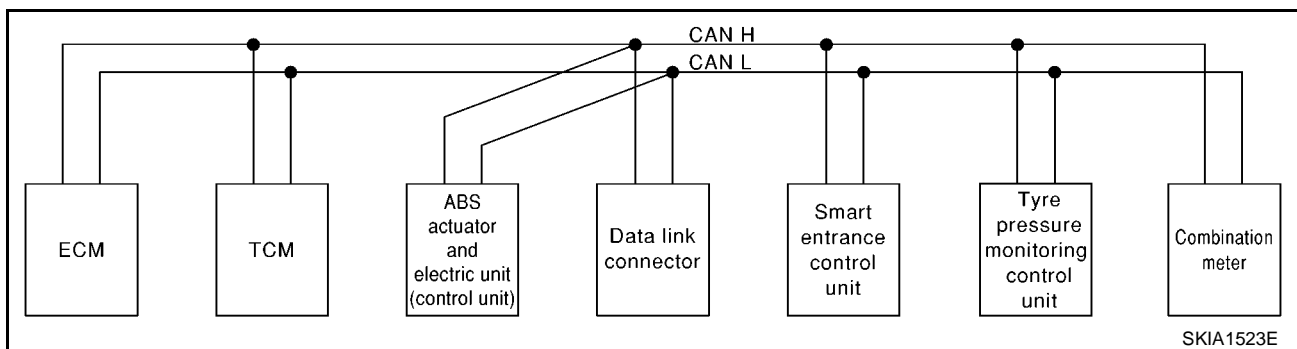 CAN H
CAN L
ECM
TCM
ABS
actuator
and
electric unit
(control unit)
Data link
connector
Smart
entrance
control
unit
Tyre
pressure
monitoring
control
unit
Combination
meter
SKIA1523E